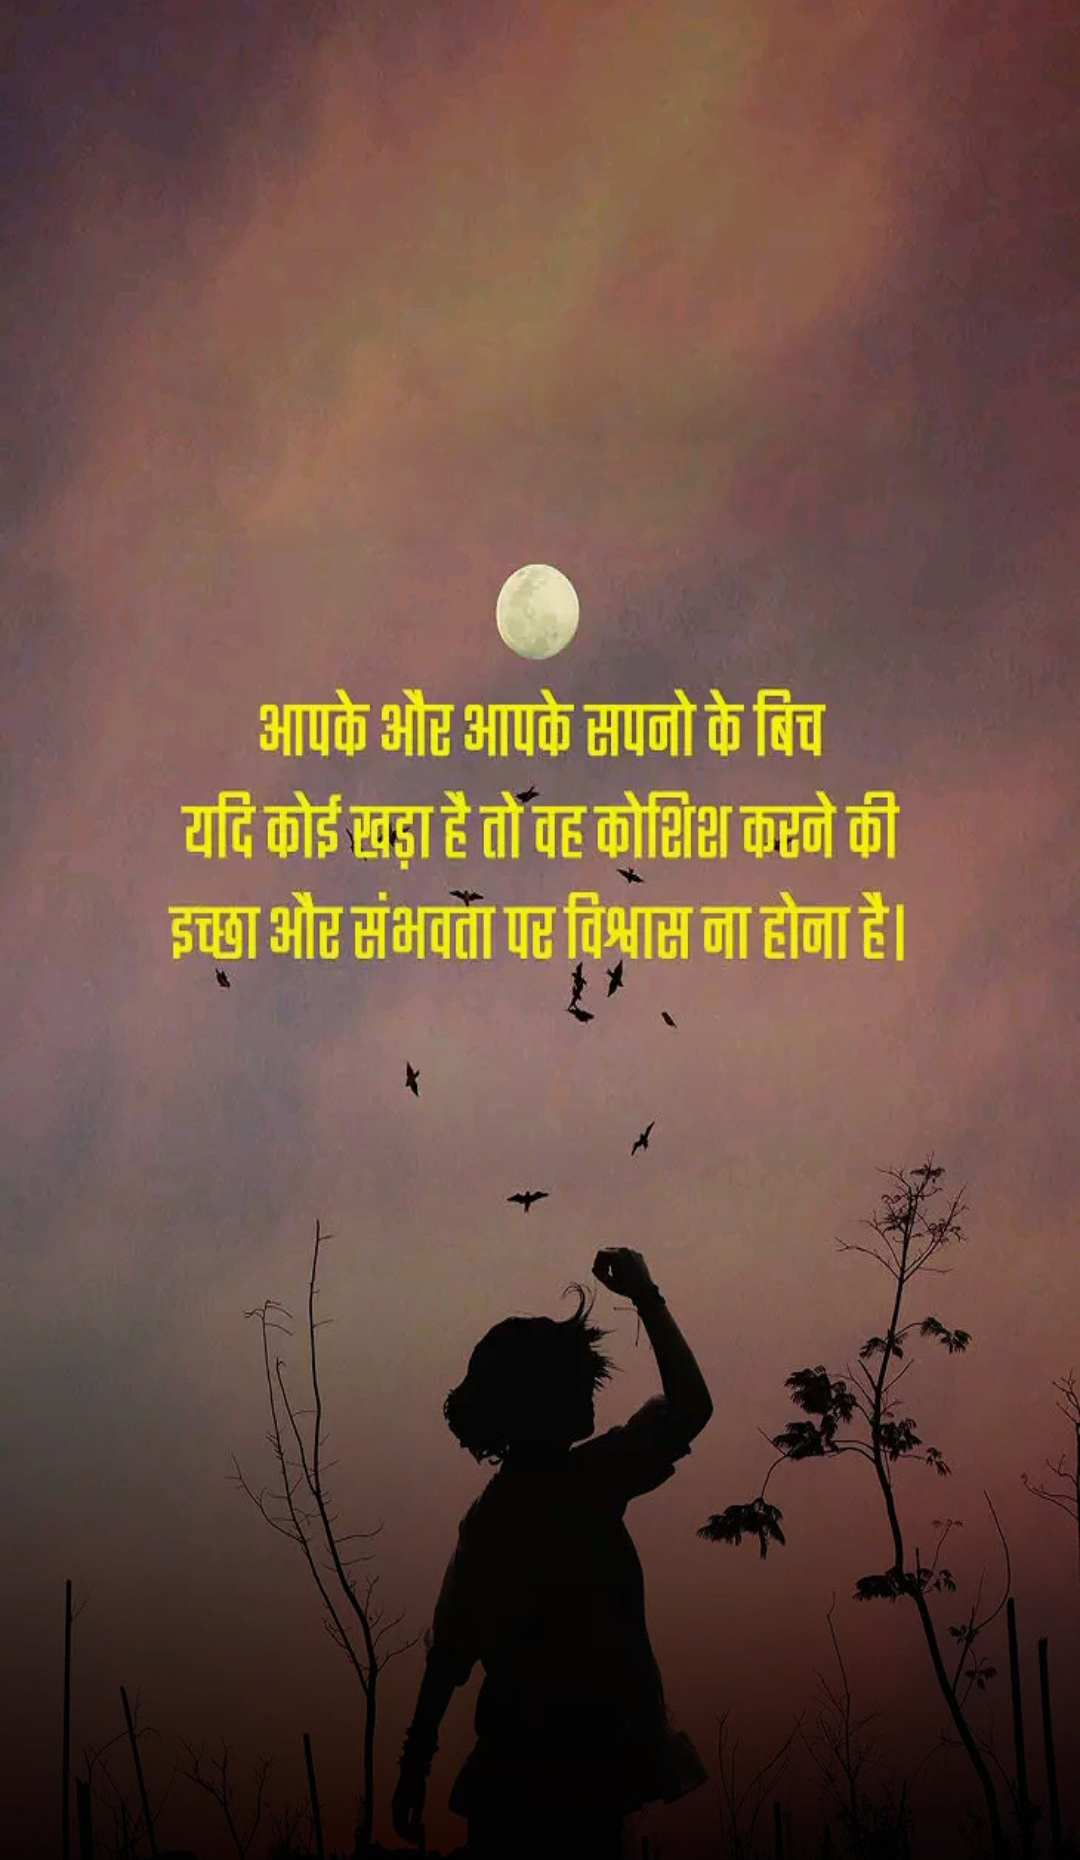 आपके और आपके सपनो के बिच
यदि कोई खड़ा है तो वह कोशिश करने की
इच्छा और संभवता पर विश्वास ना होना है।